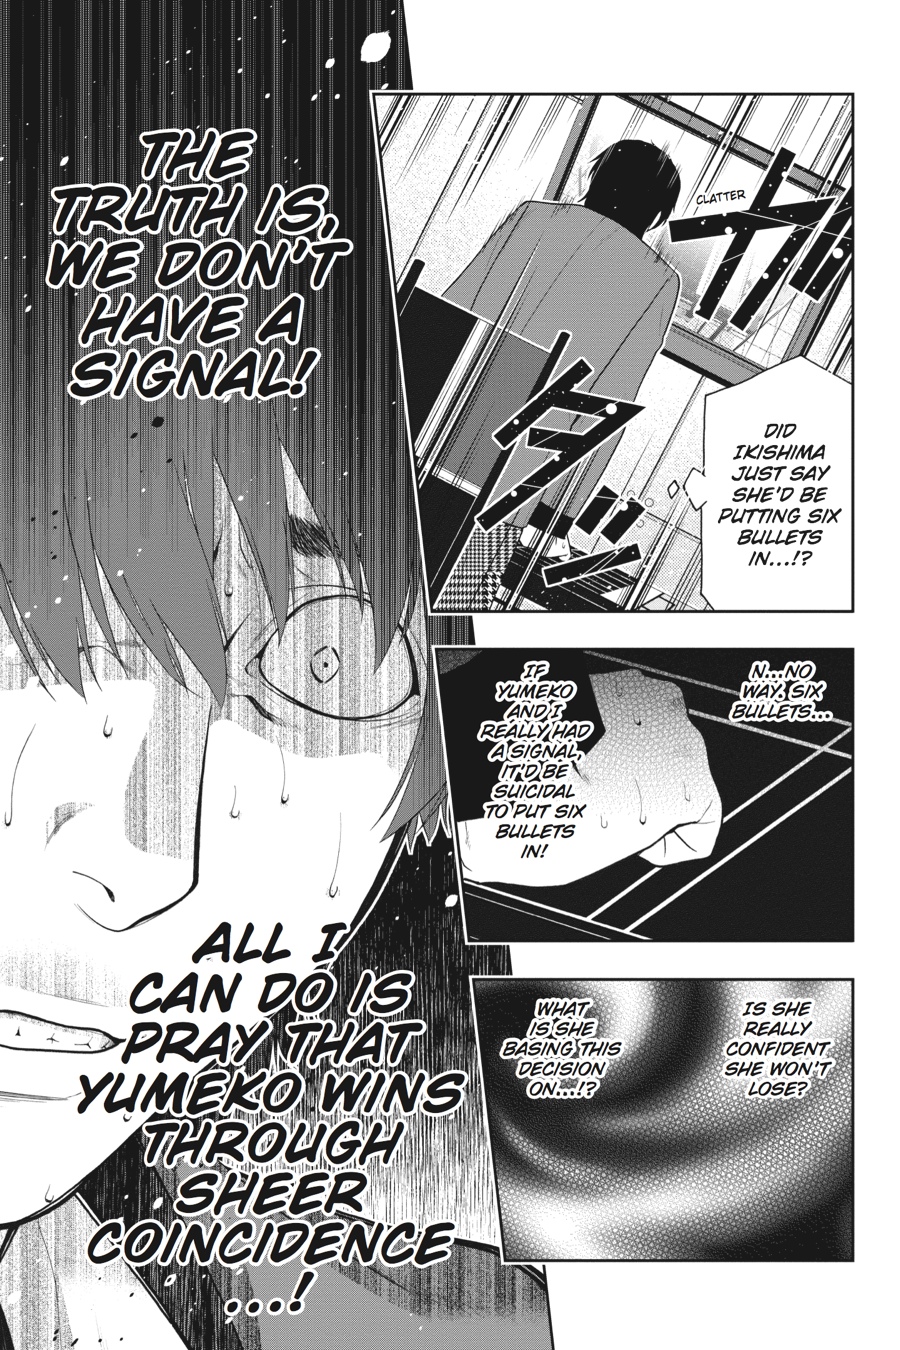 CLATTER
ガタン
DID
IKISHIMA
JUST SAY
SHE'D BE
PUTTING SIX
BULLETS
IN...!?
N...NO
WAY. SIX
BULLETS...
IF
YUMEKO
AND I
REALLY HAD
A SIGNAL,
IT'D BE
SUICIDAL
TO PUT SIX
BULLETS
IN!
IS SHE
REALLY
CONFIDENT
SHE WON'T
LOSE?
WHAT
IS SHE
BASING THIS
DECISION
ON...!?
THE
TRUTH IS,
WE DON'T
HAVE A
SIGNAL!
ALL I
CAN DO IS
PRAY THAT
YUMEKO WINS
THROUGH
SHEER
COINCIDENCE
...!